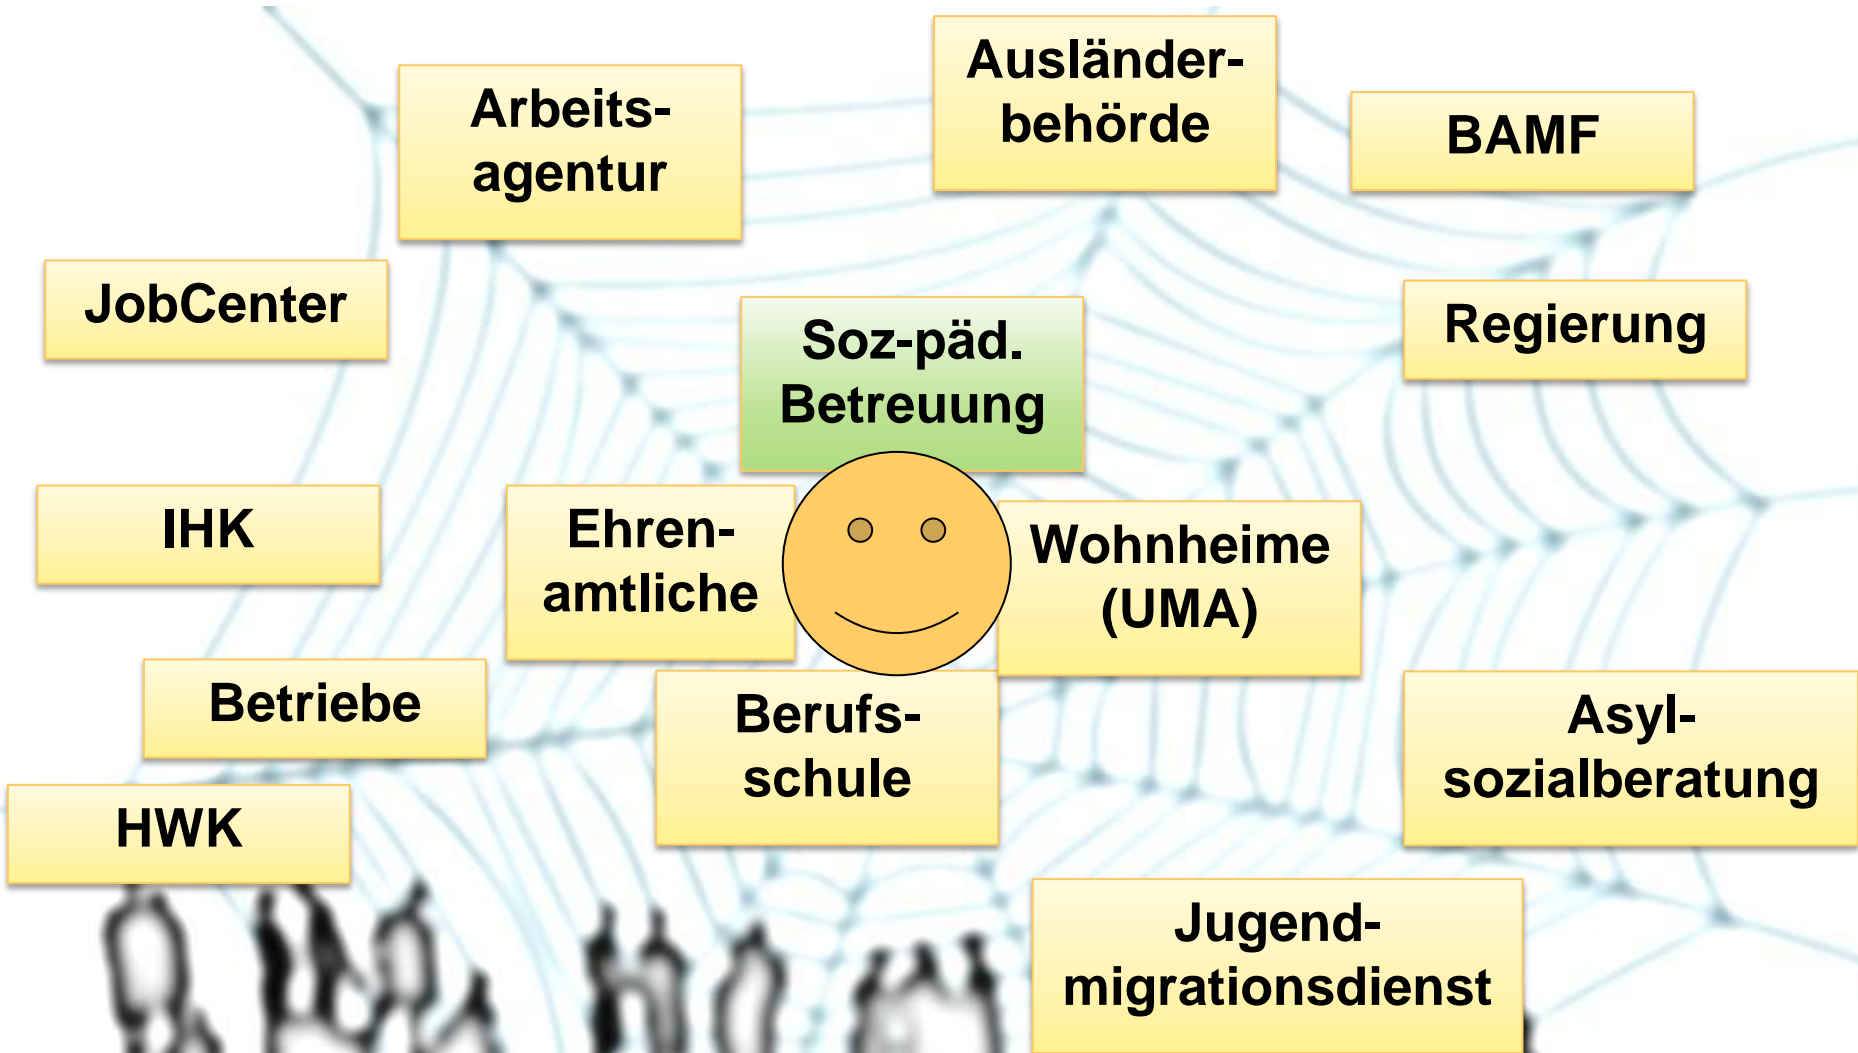 Arbeits-
agentur
Ausländer-
behörde
BAMF
JobCenter
Soz-päd.
Betreuung
Regierung
IHK
Ehren-
amtliche
Wohnheime
(UMA)
Betriebe
Berufs-
schule
Asyl-
sozialberatung
HWK
Jugend-
migrationsdienst